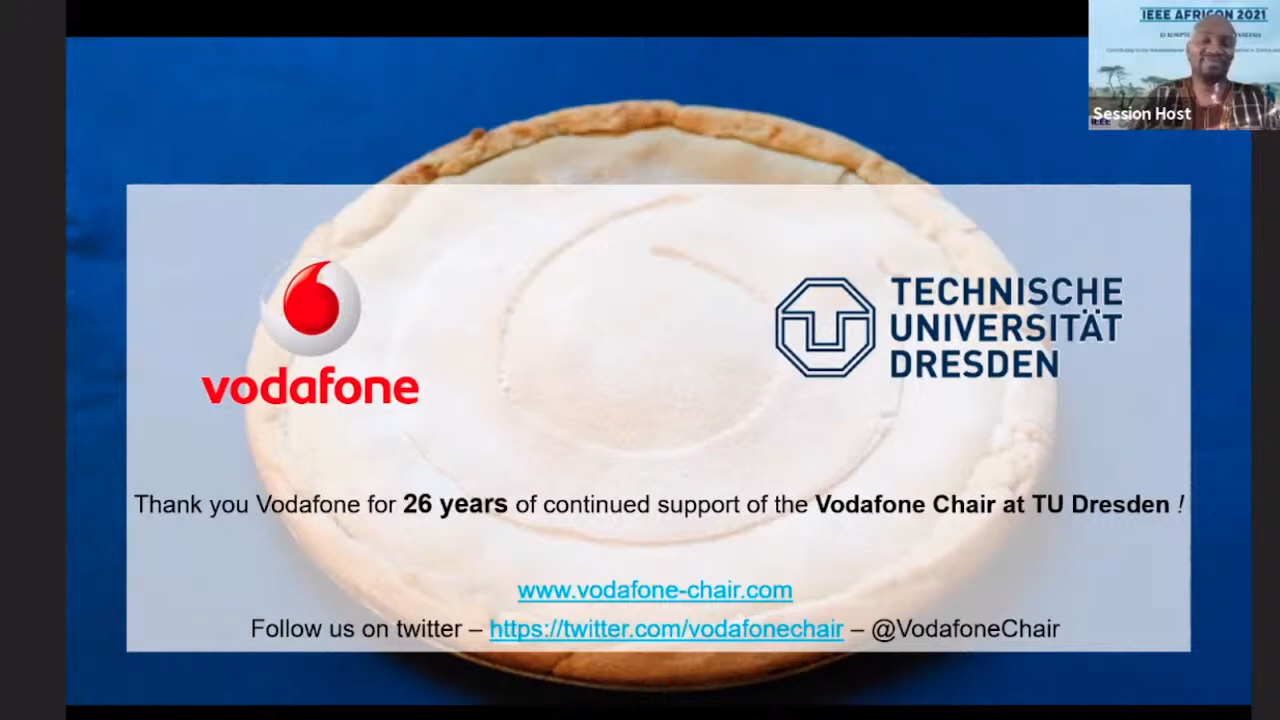 IEEE AFRICON 2021
Session Host
IEEE
vodafone
TECHNISCHE
UNIVERSITÄT
DRESDEN
Thank you Vodafone for 26 years of continued support of the Vodafone Chair at TU Dresden !
www.vodafone-chair.com
Follow us on twitter – https://twitter.com/vodafonechair – @VodafoneChair